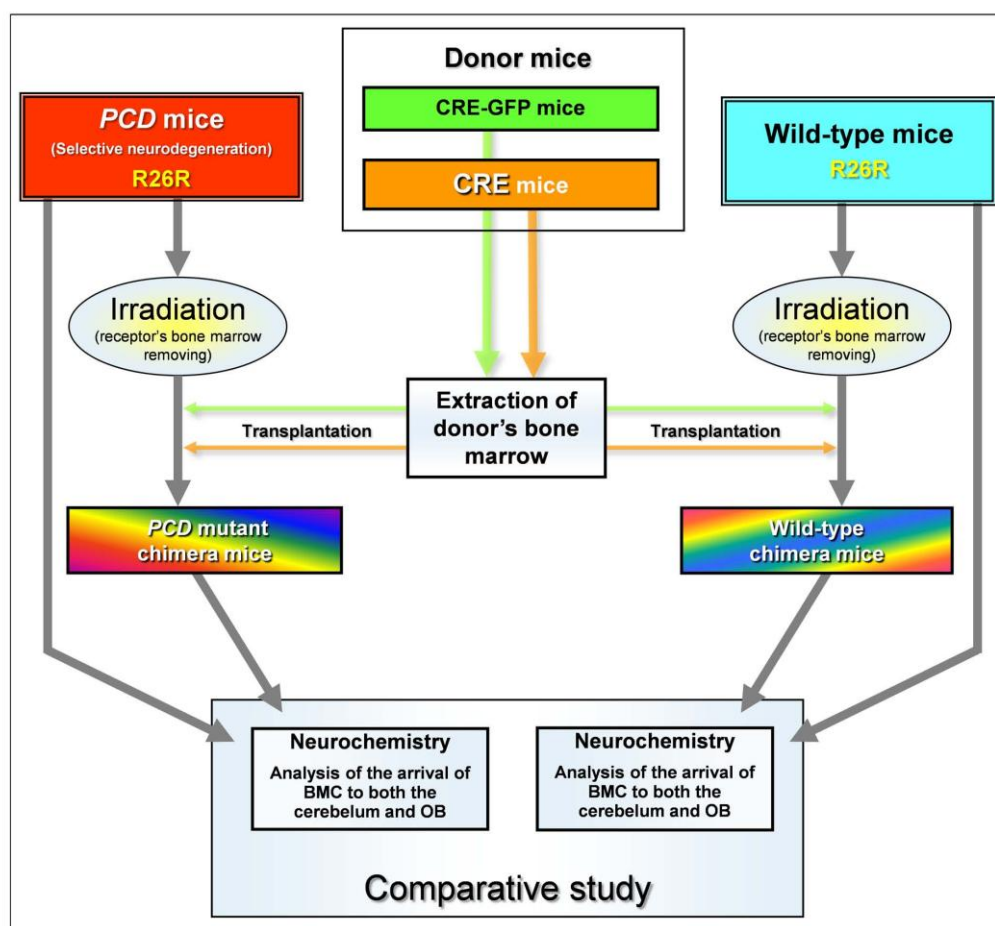 Donor mice
CRE-GFP mice
CRE mice
PCD mice
(Selective neurodegeneration)
R26R
Wild-type mice
R26R
Irradiation
(receptor's bone marrow
removing)
Irradiation
(receptor's bone marrow
removing)
Extraction of
donor's bone
marrow
Transplantation
Transplantation
PCD mutant
chimera mice
Wild-type
chimera mice
Neurochemistry
Analysis of the arrival of
BMC to both the
cerebelum and OB
Neurochemistry
Analysis of the arrival of
BMC to both the
cerebelum and OB
Comparative study